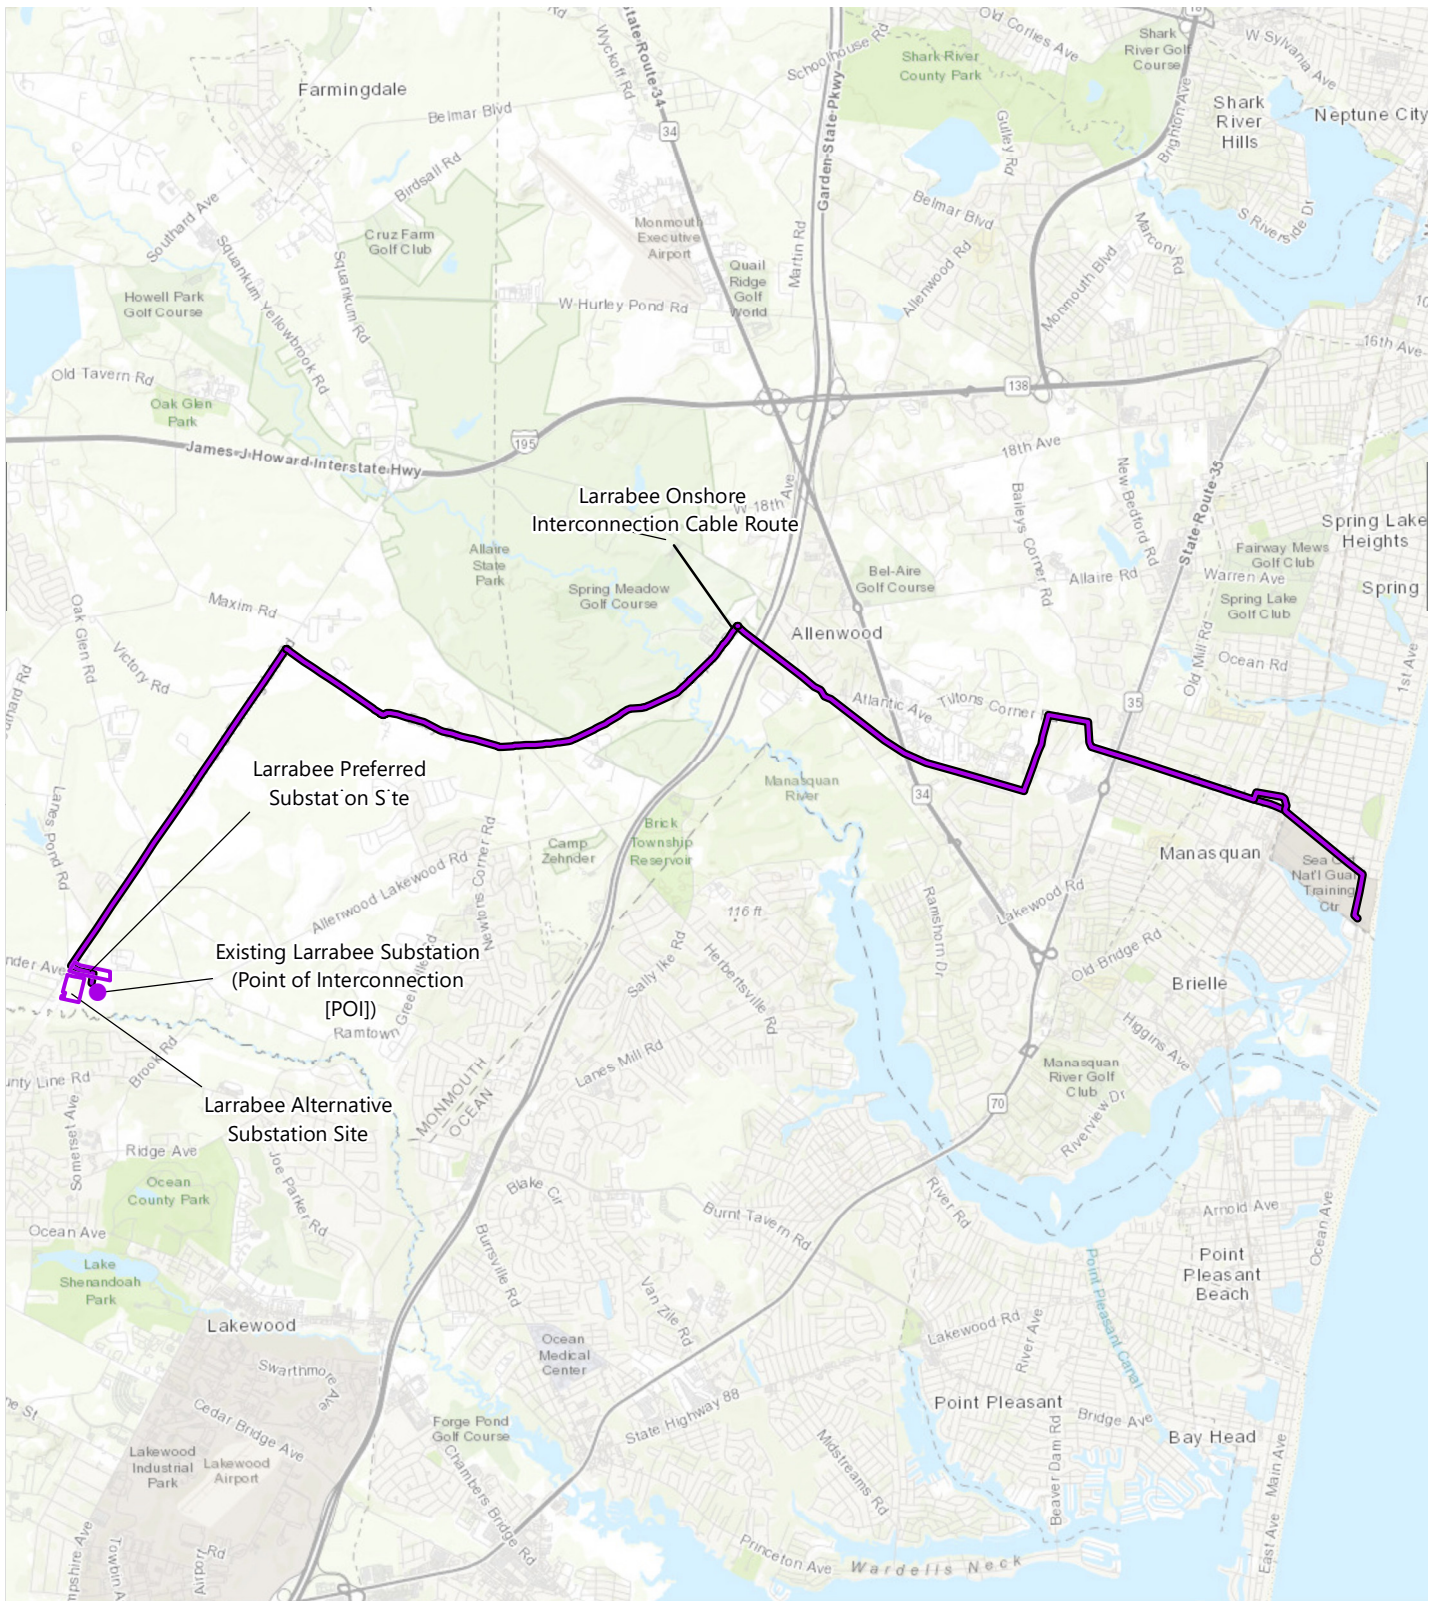 Old Corlies Ave
18
W Sylvania Ave
State Route 34
Wyckoff Rd
Rd
Schoolhouse Rd
Shark River
County Park
Shark
River Golf
Course
Farmingdale
Belmar Blvd
34
Garden State Pkwy
Gulley Rd
Brighton Ave
Shark
River
Hills
Neptune City
Birdsall Rd
Southard Ave
Cruz Farm
Golf Club
Monmouth
Executive
Airport
Belmar Blvd
Marconi Rd
S Riverside Dr
Squankum Yellowbrook Rd
Squankum Rd
Martin Rd
Quail
Ridge
Golf
World
Allenwood Rd
Monmouth Blvd
Howell Park
Golf Course
W Hurley Pond Rd
16th Ave
Old Tavern Rd
Oak Glen
Park
138
James J Howard Interstate Hwy
195
18th Ave
State Route 35
New Bedford Rd
Baileys Corner Rd
Larrabee Onshore
Interconnection Cable Route
W 18th Ave
Spring Lake
Heights
Allaire
State
Park
Fairway Mews
Golf Club
Bel-Aire
Golf Course
Allaire Rd
Warren Ave
Spring Meadow
Golf Course
Spring
Spring Lake
Golf Club
Maxim Rd
Oak Glen Rd
Victory Rd
Allenwood
Old Mill Rd
Ocean Rd
1st Ave
Atlantic Ave
Tiltons Corner
35
Larrabee Preferred
Substation Site
Manasquan
River
34
Lanes Pond Rd
Brick
Township
Reservoir
Camp
Zehnder
Newtons Corner Rd
Allenwood Lakewood Rd
Manasquan
Sea Girt
Nat'l Guard
Training
Ctr
116 ft
Ramshorn Dr
Lakewood Rd
Existing Larrabee Substation
(Point of Interconnection
[POI])
Sally Ike Rd
Herbertsville Rd
Old Bridge Rd
Brielle
Ramtown
Higgins Ave
Brook Rd
Lanes Mill Rd
unty Line Rd
MONMOUTH
OCEAN
Manasquan
River Golf
Club
Riverview Dr
70
Larrabee Alternative
Substation Site
Somerset Ave
Ridge Ave
Joe Parker Rd
Ocean
County Park
Blake Cir
Burnt Tavern Rd
River Rd
Arnold Ave
Ocean Ave
Ocean Ave
Burrsville Rd
Lake
Shenandoah
Park
Point
Pleasant
Beach
Point Pleasant Canal
Van Zile Rd
Lakewood
Lakewood Rd
River Ave
Ocean
Medical
Center
Swarthmore Ave
State Highway 88
Point Pleasant
Cedar Bridge Ave
Forge Pond
Golf Course
Bridge Ave
Beaver Dam Rd
Bay Head
Lakewood
Industrial
Park
Lakewood
Airport
Midstreams Rd
Chambers Bridge Rd
East Ave
Main Ave
Airport Rd
Princeton Ave
Wardells Neck